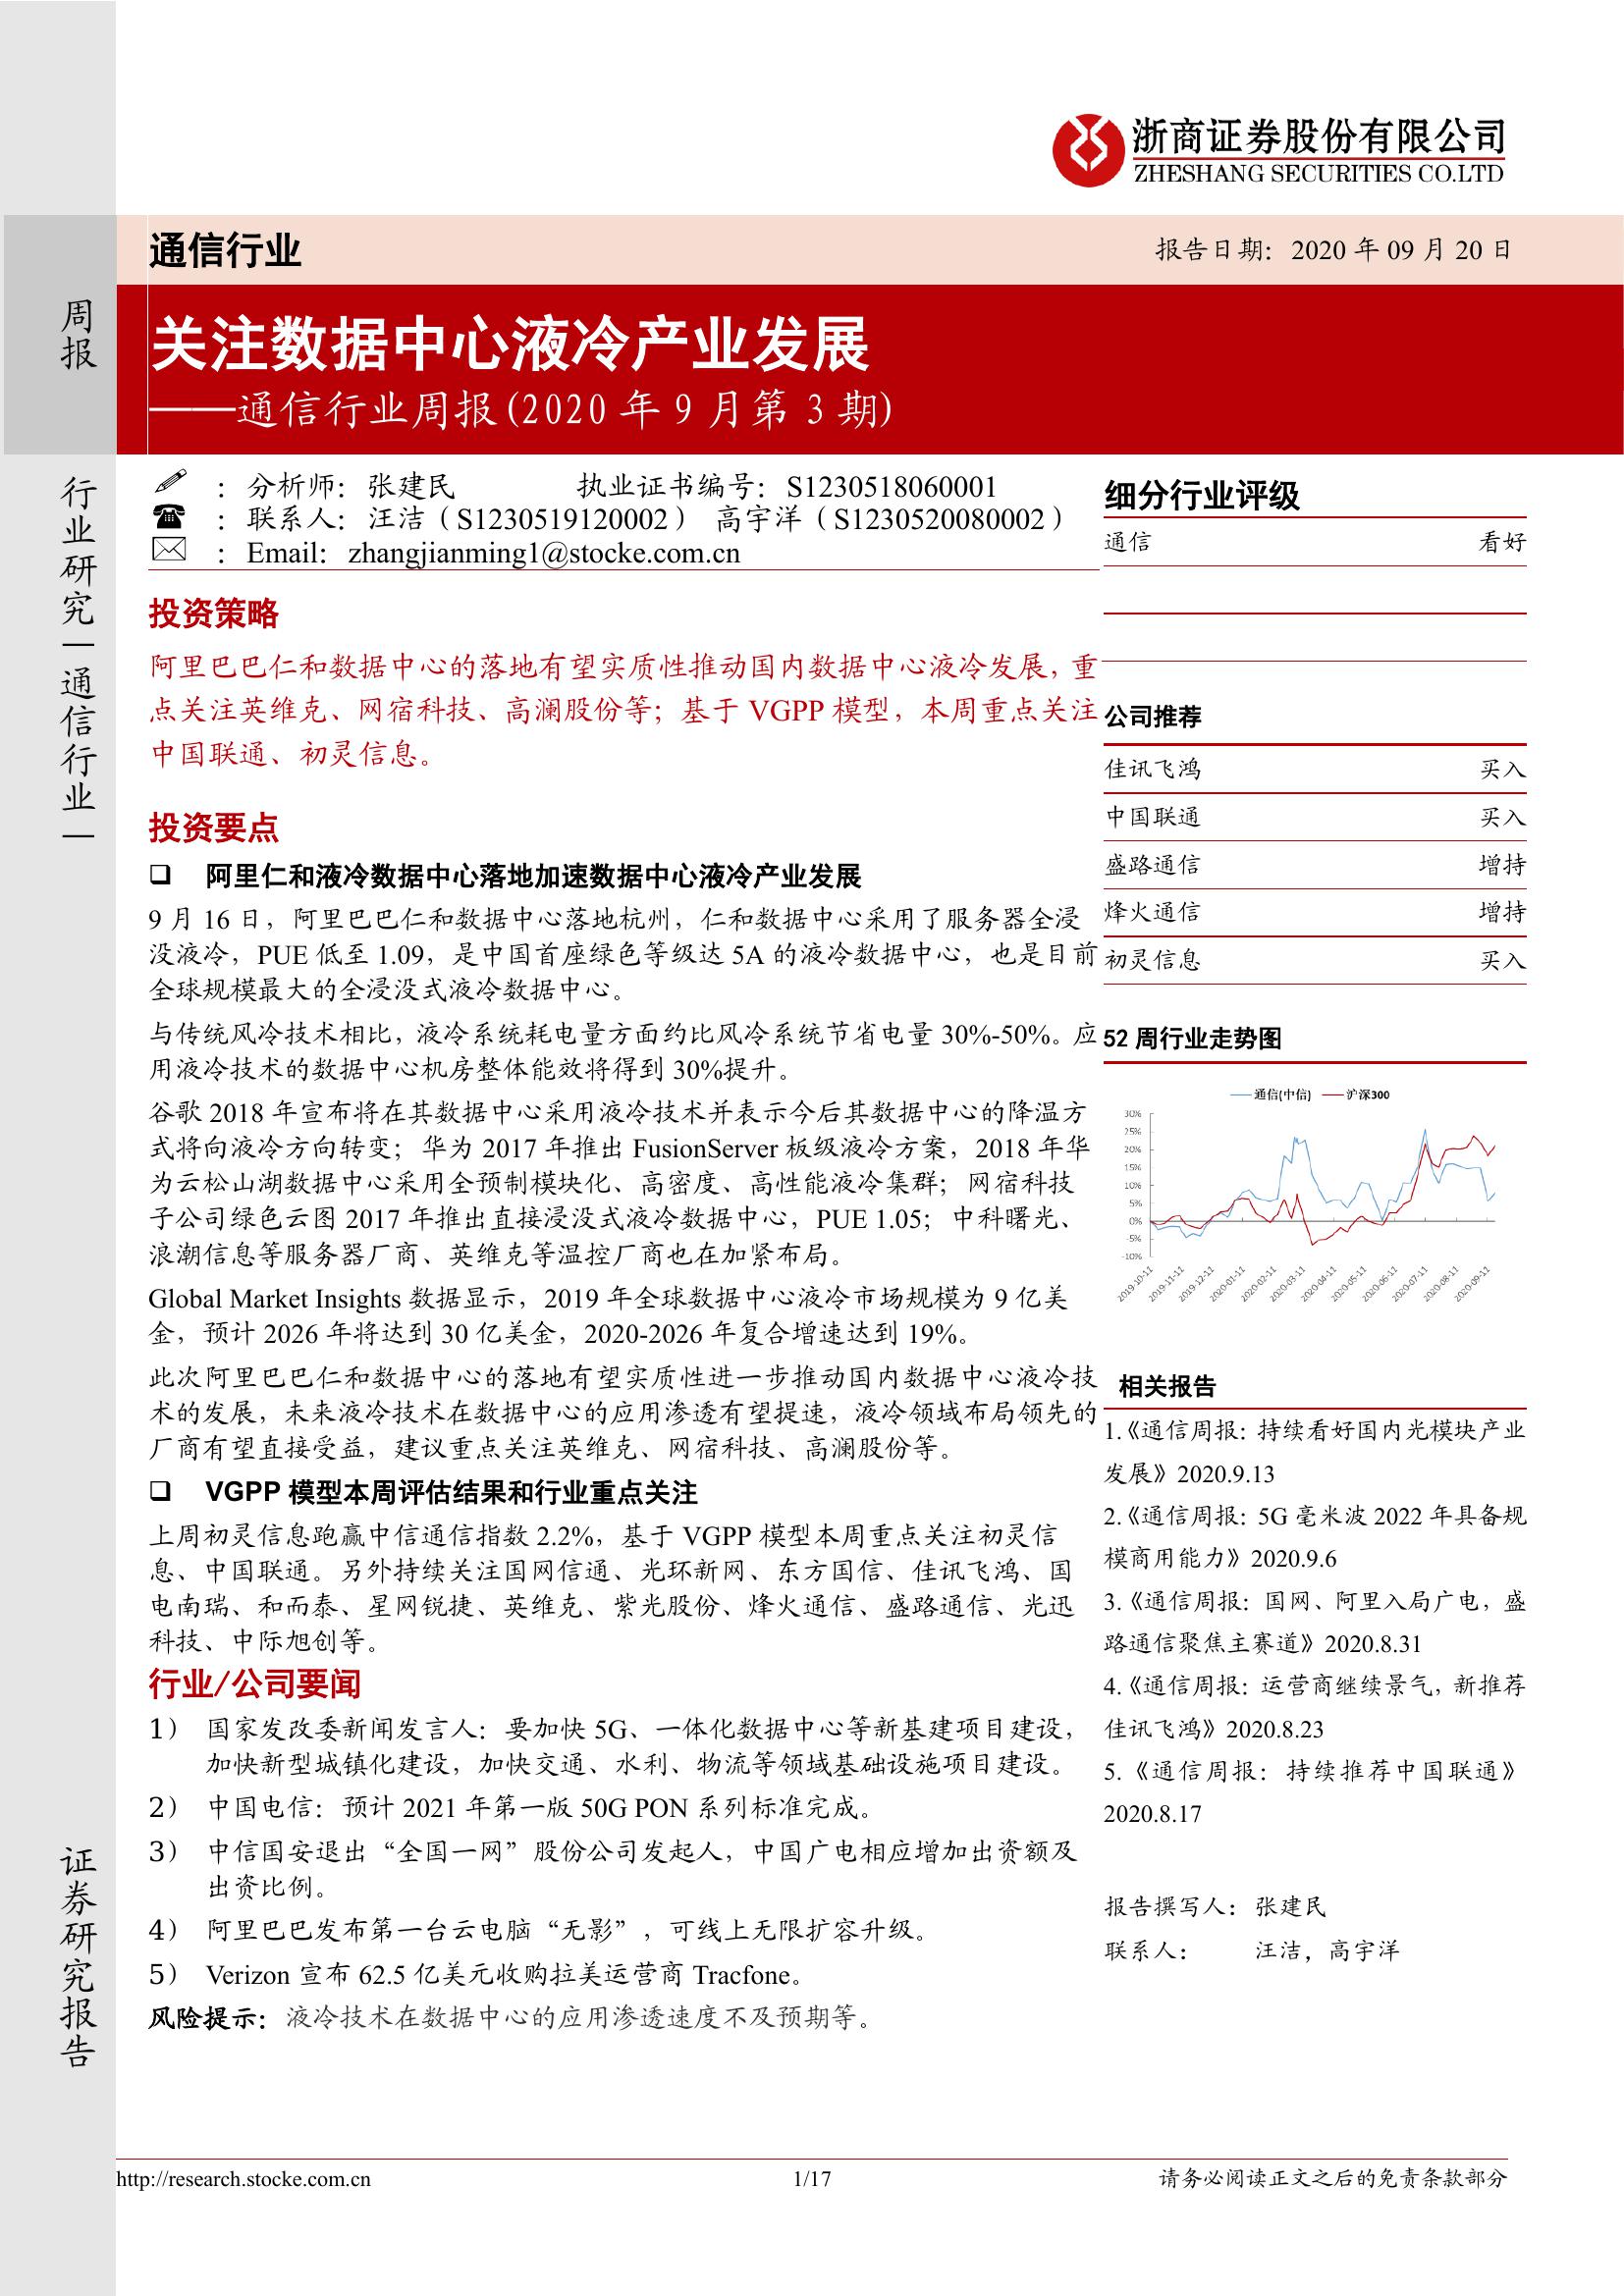 浙商证券股份有限公司
ZHESHANG SECURITIES CO.LTD
周报
行业研究|通信行业|
证券研究报告
通信行业
报告日期：2020 年 09 月 20 日
关注数据中心液冷产业发展
——通信行业周报(2020 年 9 月第 3 期)
：分析师：张建民 执业证书编号：S1230518060001
：联系人：汪洁（S1230519120002） 高宇洋（S1230520080002）
：Email：zhangjianming1@stocke.com.cn
投资策略
阿里巴巴仁和数据中心的落地有望实质性推动国内数据中心液冷发展，重
点关注英维克、网宿科技、高澜股份等；基于 VGPP 模型，本周重点关注
中国联通、初灵信息。
投资要点
❑ 阿里仁和液冷数据中心落地加速数据中心液冷产业发展
9 月 16 日，阿里巴巴仁和数据中心落地杭州，仁和数据中心采用了服务器全浸
没液冷，PUE 低至 1.09，是中国首座绿色等级达 5A 的液冷数据中心，也是目前
全球规模最大的全浸没式液冷数据中心。
与传统风冷技术相比，液冷系统耗电量方面约比风冷系统节省电量 30%-50%。应
用液冷技术的数据中心机房整体能效将得到 30%提升。
谷歌 2018 年宣布将在其数据中心采用液冷技术并表示今后其数据中心的降温方
式将向液冷方向转变；华为 2017 年推出 FusionServer 板级液冷方案，2018 年华
为云松山湖数据中心采用全预制模块化、高密度、高性能液冷集群；网宿科技
子公司绿色云图 2017 年推出直接浸没式液冷数据中心，PUE 1.05；中科曙光、
浪潮信息等服务器厂商、英维克等温控厂商也在加紧布局。
Global Market Insights 数据显示，2019 年全球数据中心液冷市场规模为 9 亿美
金，预计 2026 年将达到 30 亿美金，2020-2026 年复合增速达到 19%。
此次阿里巴巴仁和数据中心的落地有望实质性进一步推动国内数据中心液冷技
术的发展，未来液冷技术在数据中心的应用渗透有望提速，液冷领域布局领先的
厂商有望直接受益，建议重点关注英维克、网宿科技、高澜股份等。
❑ VGPP 模型本周评估结果和行业重点关注
上周初灵信息跑赢中信通信指数 2.2%，基于 VGPP 模型本周重点关注初灵信
息、中国联通。另外持续关注国网信通、光环新网、东方国信、佳讯飞鸿、国
电南瑞、和而泰、星网锐捷、英维克、紫光股份、烽火通信、盛路通信、光迅
科技、中际旭创等。
行业/公司要闻
1） 国家发改委新闻发言人：要加快 5G、一体化数据中心等新基建项目建设，
加快新型城镇化建设，加快交通、水利、物流等领域基础设施项目建设。
2） 中国电信：预计 2021 年第一版 50G PON 系列标准完成。
3） 中信国安退出“全国一网”股份公司发起人，中国广电相应增加出资额及
出资比例。
4） 阿里巴巴发布第一台云电脑“无影”，可线上无限扩容升级。
5） Verizon 宣布 62.5 亿美元收购拉美运营商 Tracfone。
风险提示：液冷技术在数据中心的应用渗透速度不及预期等。
细分行业评级
通信 看好
公司推荐
佳讯飞鸿 买入
中国联通 买入
盛路通信 增持
烽火通信 增持
初灵信息 买入
52 周行业走势图
通信(中信) 沪深300
30%
25%
20%
15%
10%
5%
0%
-5%
-10%
2019-10-11 2019-11-11 2019-12-11 2020-01-11 2020-02-11 2020-03-11 2020-04-11 2020-05-11 2020-06-11 2020-07-11 2020-08-11 2020-09-11
相关报告
1.《通信周报：持续看好国内光模块产业
发展》2020.9.13
2.《通信周报：5G 毫米波 2022 年具备规
模商用能力》2020.9.6
3.《通信周报：国网、阿里入局广电，盛
路通信聚焦主赛道》2020.8.31
4.《通信周报：运营商继续景气，新推荐
佳讯飞鸿》2020.8.23
5.《通信周报：持续推荐中国联通》
2020.8.17
报告撰写人：张建民
联系人： 汪洁，高宇洋
http://research.stocke.com.cn 1/17 请务必阅读正文之后的免责条款部分